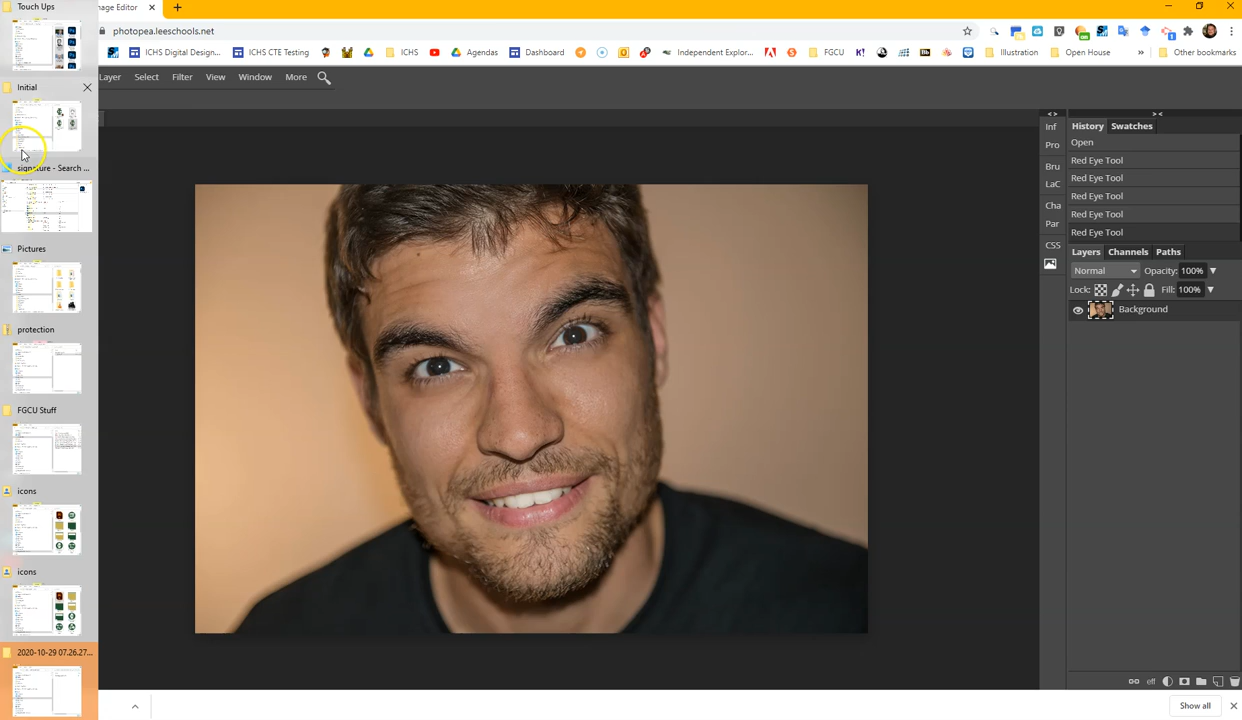 Touch Ups
Initial
signature - Search ...
Pictures
protection
FGCU Stuff
icons
icons
2020-10-29 07.26.27...
mage Editor
photopea.leeschools.net
ICHS Digital Design...
ICHS CTE Testing
ICHS
Agendas
Dashboard
Independent Explor...
FGCU
Illustration
Open House
Other bookmarks
Layer Select Filter View Window More
Inf
Pro
Bru
LaC
Cha
Par
CSS
History Swatches
Open
Red Eye Tool
Red Eye Tool
Red Eye Tool
Red Eye Tool
Red Eye Tool
Layers Channels Paths
Normal Opacity: 100%
Lock: Fill: 100%
Background
eff
Show all